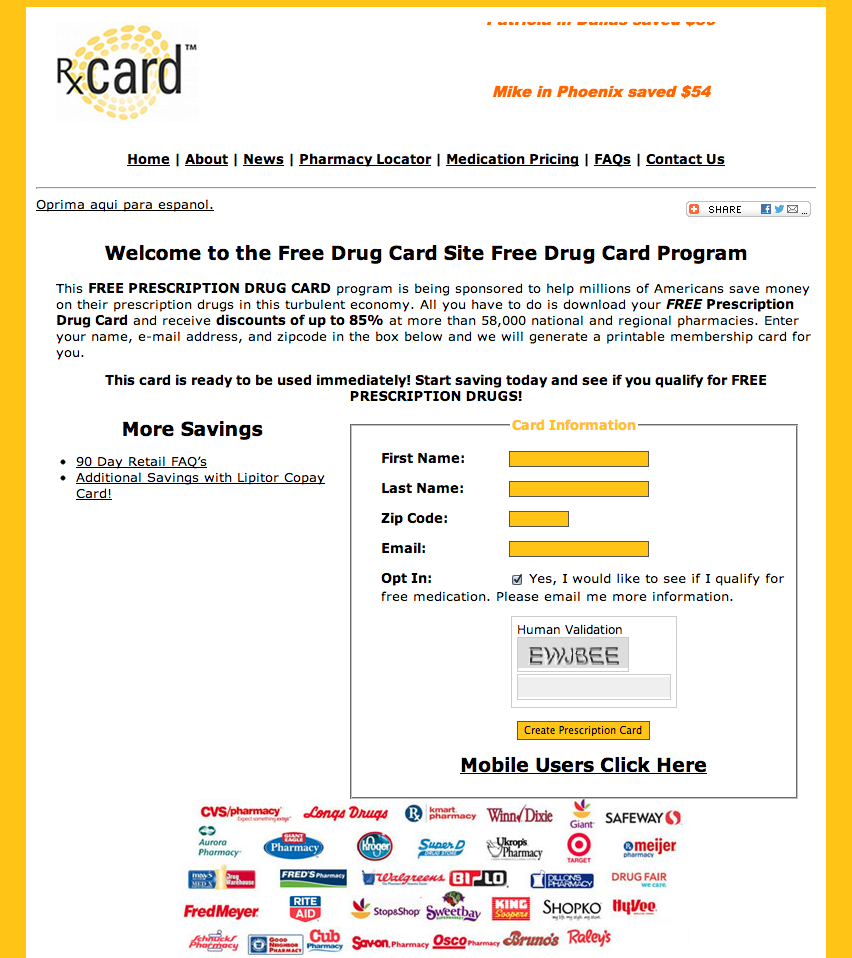 Rxcard™
Patricia in Dallas saved $
Mike in Phoenix saved $54
Home | About | News | Pharmacy Locator | Medication Pricing | FAQs | Contact Us
Oprima aqui para espanol.
SHARE ...
Welcome to the Free Drug Card Site Free Drug Card Program
This FREE PRESCRIPTION DRUG CARD program is being sponsored to help millions of Americans save money
on their prescription drugs in this turbulent economy. All you have to do is download your FREE Prescription
Drug Card and receive discounts of up to 85% at more than 58,000 national and regional pharmacies. Enter
your name, e-mail address, and zipcode in the box below and we will generate a printable membership card for
you.
This card is ready to be used immediately! Start saving today and see if you qualify for FREE
PRESCRIPTION DRUGS!
More Savings
90 Day Retail FAQ's
Additional Savings with Lipitor Copay
Card!
Card Information
First Name:
Last Name:
Zip Code:
Email:
Opt In: Yes, I would like to see if I qualify for
free medication. Please email me more information.
Human Validation
EWJBEE
Create Prescription Card
Mobile Users Click Here
CVS/pharmacy Expect something extra Longs Drugs kmart pharmacy Winn Dixie Giant SAFEWAY
Aurora Pharmacy GIANT EAGLE Pharmacy Kroger Super D DRUG STORE Ukrop's Pharmacy TARGET meijer pharmacy
Drug Warehouse FRED'S Pharmacy Walgreens BI-LO DILLONS PHARMACY DRUG FAIR we care.
Fred Meyer RITE AID Stop&Shop Sweetbay KING Soopers SHOPKO my life. my style. my store. HyVee
Schnucks Pharmacy GOOD NEIGHBOR PHARMACY Cub Pharmacy Savon Pharmacy Osco Pharmacy Bruno's Raley's